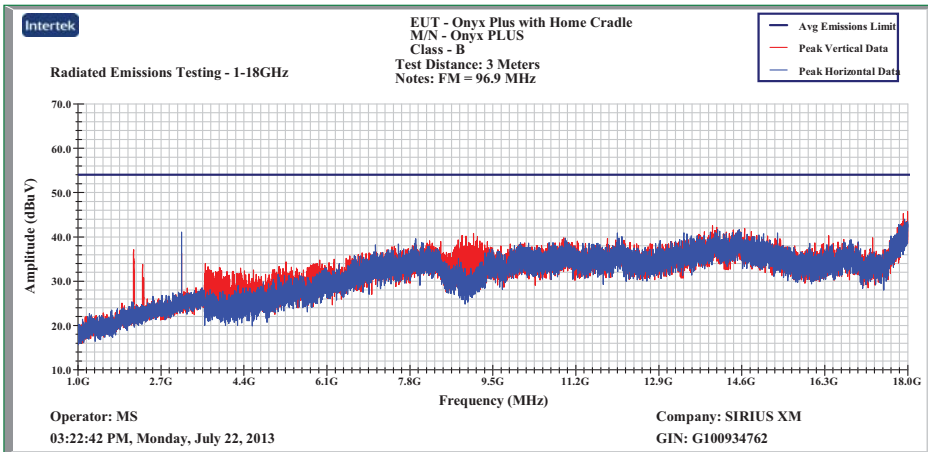 Intertek
EUT - Onyx Plus with Home Cradle
M/N - Onyx PLUS
Class - B
Test Distance: 3 Meters
Notes: FM = 96.9 MHz
Radiated Emissions Testing - 1-18GHz
Avg Emissions Limit
Peak Vertical Data
Peak Horizontal Data
Amplitude (dBuV)
70.0
60.0
50.0
40.0
30.0
20.0
10.0
1.0G 2.7G 4.4G 6.1G 7.8G 9.5G 11.2G 12.9G 14.6G 16.3G 18.0G
Frequency (MHz)
Operator: MS
Company: SIRIUS XM
03:22:42 PM, Monday, July 22, 2013
GIN: G100934762